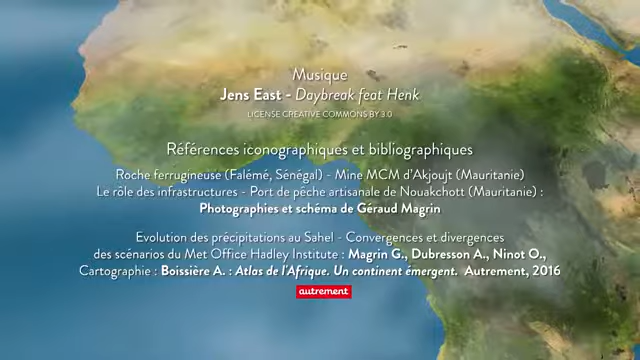 Musique
Jens East - Daybreak feat Henk
LICENSE CREATIVE COMMONS BY 3.0
Références iconographiques et bibliographiques
Roche ferrugineuse (Falémé, Sénégal) - Mine MCM d'Akjoujt (Mauritanie)
Le rôle des infrastructures - Port de pêche artisanale de Nouakchott (Mauritanie) :
Photographies et schéma de Géraud Magrin
Evolution des précipitations au Sahel - Convergences et divergences
des scénarios du Met Office Hadley Institute : Magrin G., Dubresson A., Ninot O.,
Cartographie : Boissière A. : Atlas de l'Afrique. Un continent émergent. Autrement, 2016
autrement